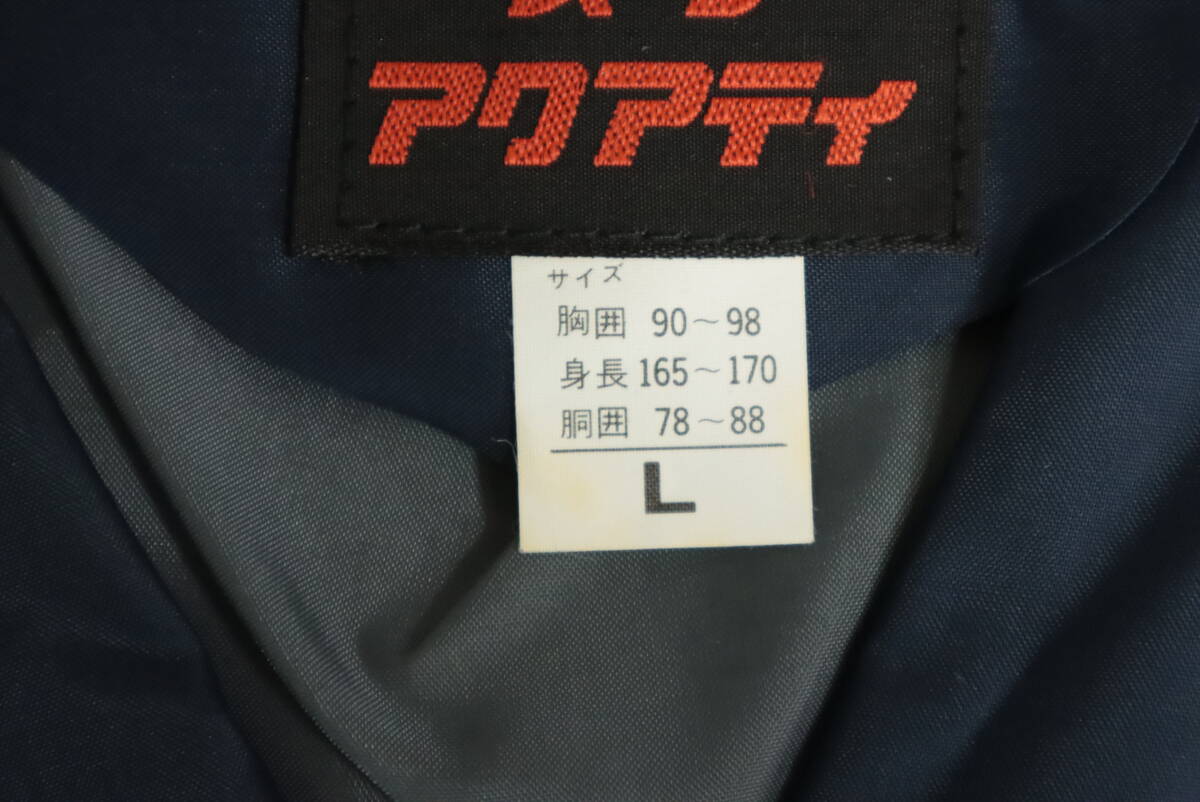 アクアティ
サイズ
胸囲 90～98
身長 165～170
胴囲 78～88
L